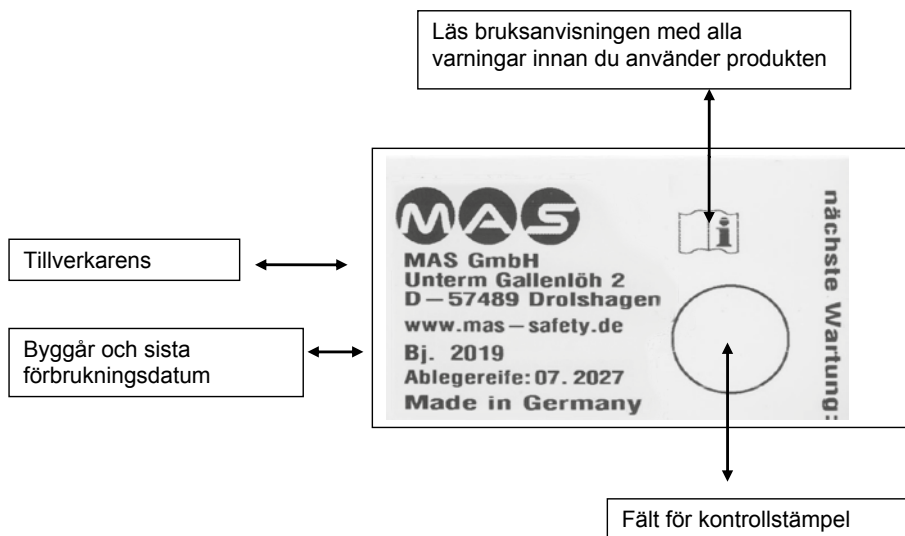 Läs bruksanvisningen med alla
varningar innan du använder produkten
MAS
MAS GmbH
Unterm Gallenlöh 2
D – 57489 Drolshagen
www.mas – safety.de
Bj. 2019
Ablegereife: 07. 2027
Made in Germany
i
nächste Wartung:
Tillverkarens
Byggår och sista
förbrukningsdatum
Fält för kontrollstämpel